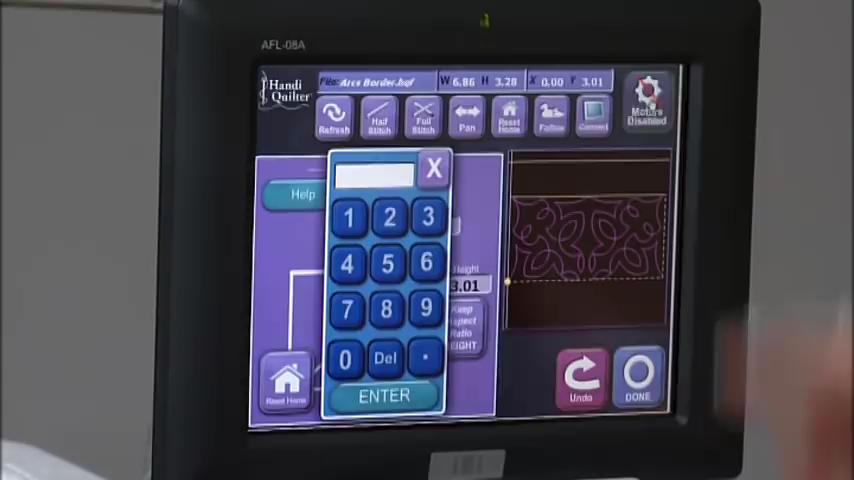 AFL-08A
Handi Quilter
File: Arcs Border.hqf W 6.86 H 3.28 X 0.00 Y 3.01
Refresh
Half Stitch
Full Stitch
Pan
Reset Home
Follow
Connect
Motors Disabled
Help
X
1 2 3
4 5 6
7 8 9
0 Del .
ENTER
Height
3.01
Keep
Aspect
Ratio
HEIGHT
Reset Home
Undo
DONE